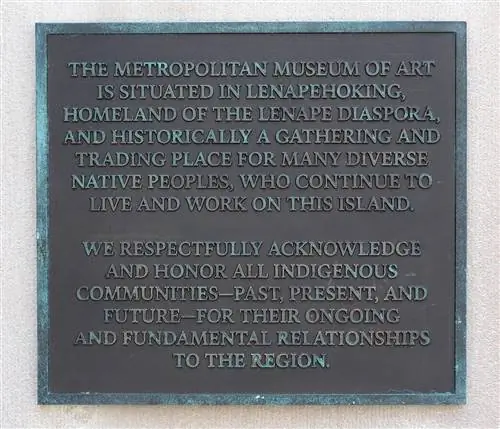 THE METROPOLITAN MUSEUM OF ART
IS SITUATED IN LENAPEHOKING,
HOMELAND OF THE LENAPE DIASPORA,
AND HISTORICALLY A GATHERING AND
TRADING PLACE FOR MANY DIVERSE
NATIVE PEOPLES, WHO CONTINUE TO
LIVE AND WORK ON THIS ISLAND.
WE RESPECTFULLY ACKNOWLEDGE
AND HONOR ALL INDIGENOUS
COMMUNITIES—PAST, PRESENT, AND
FUTURE—FOR THEIR ONGOING
AND FUNDAMENTAL RELATIONSHIPS
TO THE REGION.